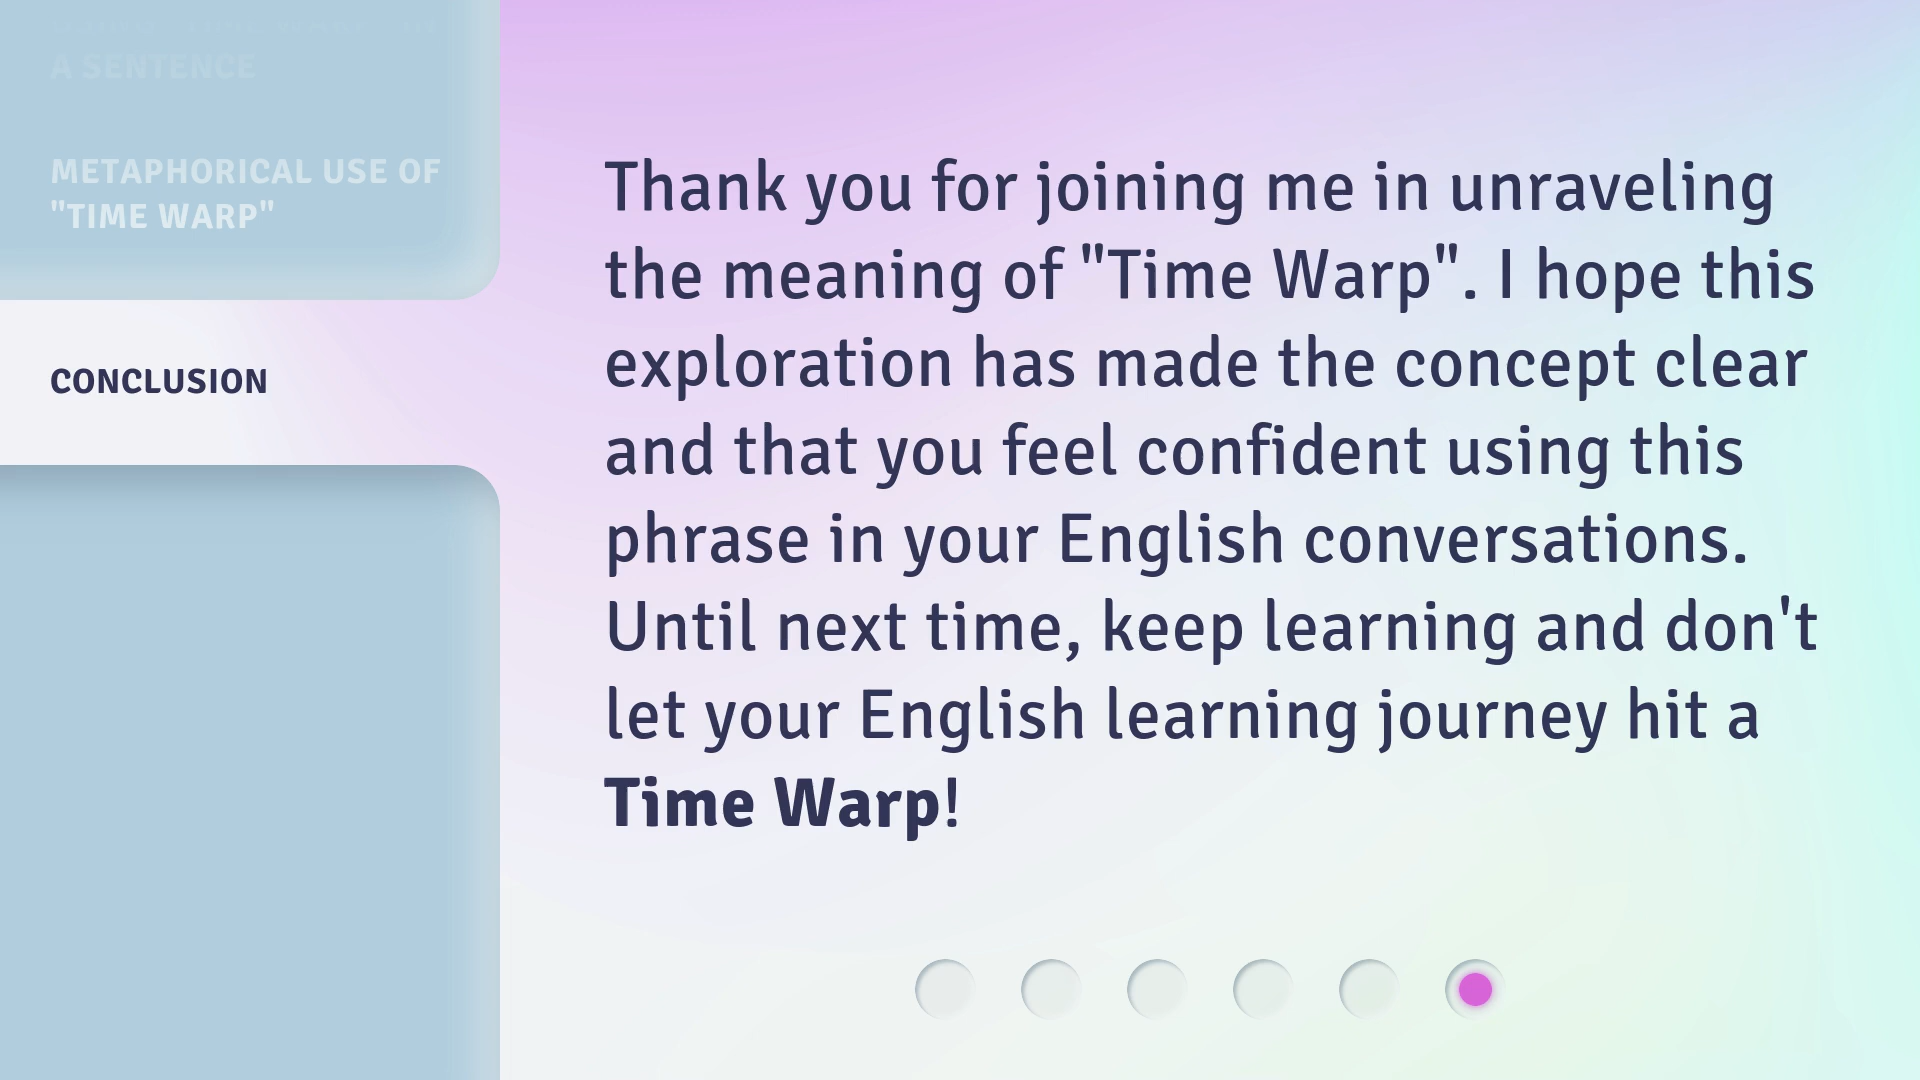 A SENTENCE
METAPHORICAL USE OF
"TIME WARP"
CONCLUSION
Thank you for joining me in unraveling
the meaning of "Time Warp". I hope this
exploration has made the concept clear
and that you feel confident using this
phrase in your English conversations.
Until next time, keep learning and don't
let your English learning journey hit a
Time Warp!